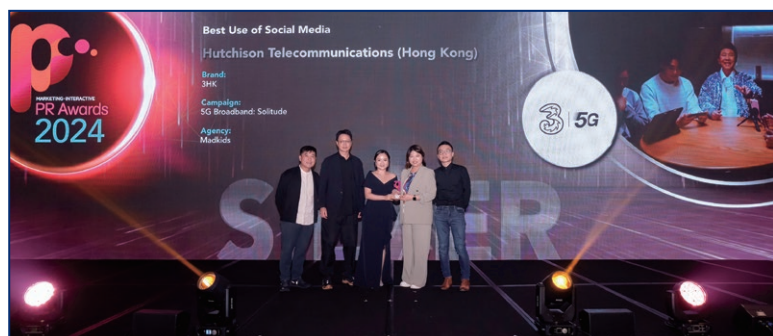 MARKETING-INTERACTIVE
PR Awards
2024
Best Use of Social Media
Hutchison Telecommunications (Hong Kong)
Brand:
3HK
Campaign:
5G Broadband: Solitude
Agency:
Madkids
3 5G